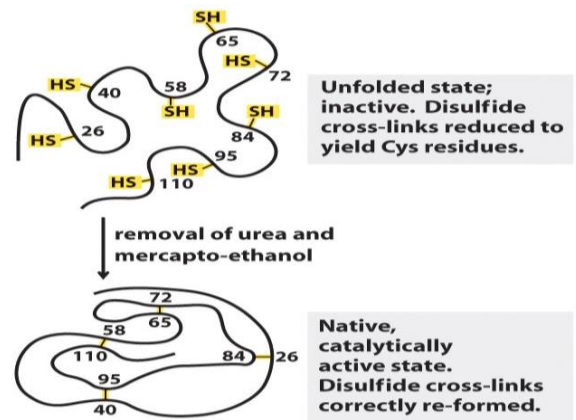 SH
65
HS
72
HS
40
58
SH
SH
84
HS
26
95
HS
HS
110
Unfolded state;
inactive. Disulfide
cross-links reduced to
yield Cys residues.
removal of urea and
mercapto-ethanol
72
65
58
110
84
26
95
40
Native,
catalytically
active state.
Disulfide cross-links
correctly re-formed.